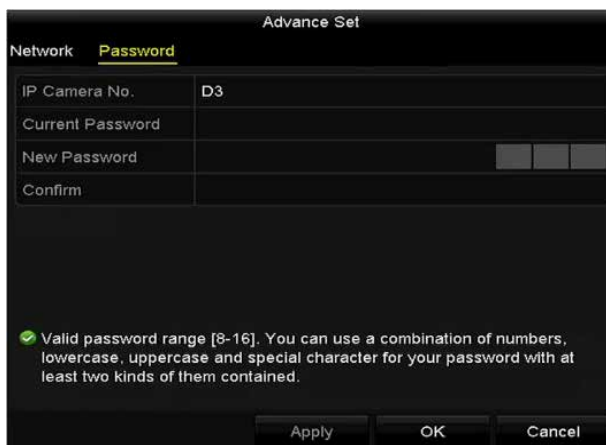 Advance Set
Network Password
IP Camera No. D3
Current Password
New Password
Confirm
Valid password range [8-16]. You can use a combination of numbers,
lowercase, uppercase and special character for your password with at
least two kinds of them contained.
Apply OK Cancel